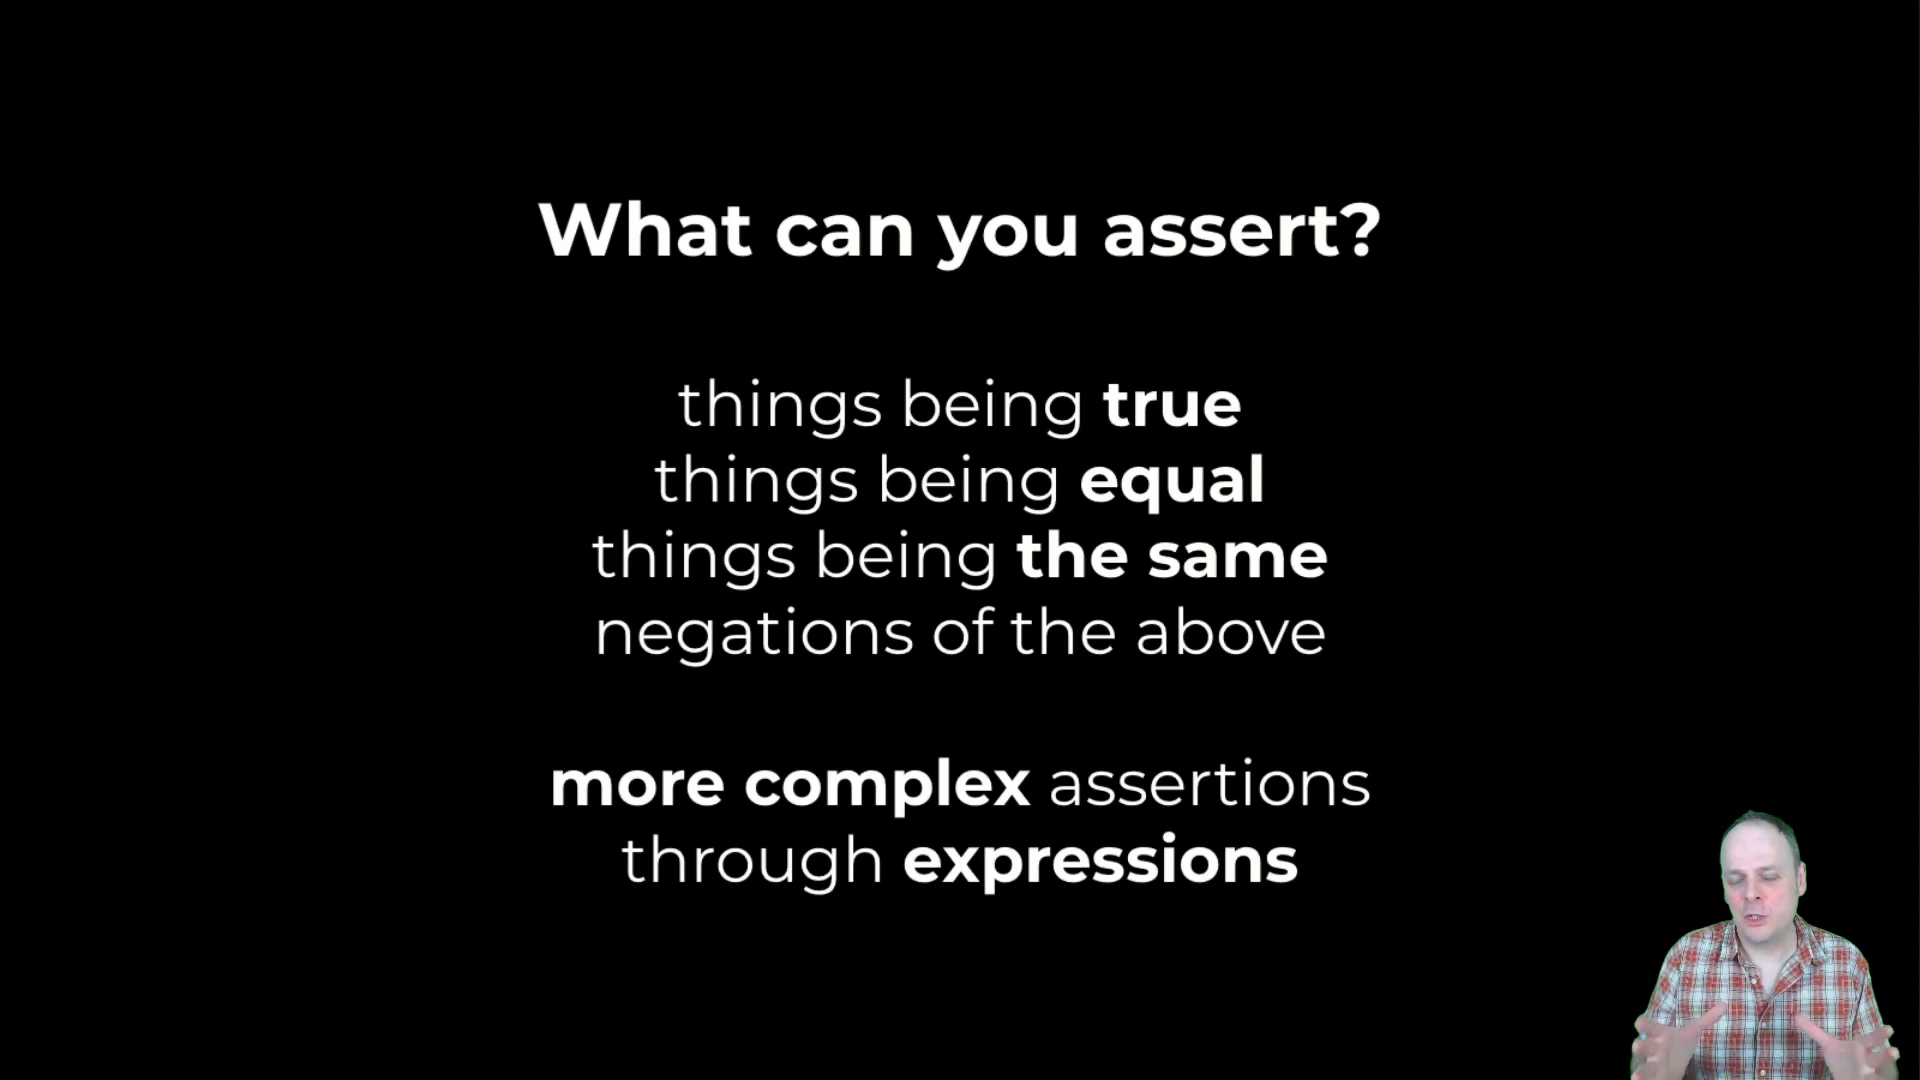 What can you assert?
things being true
things being equal
things being the same
negations of the above
more complex assertions
through expressions